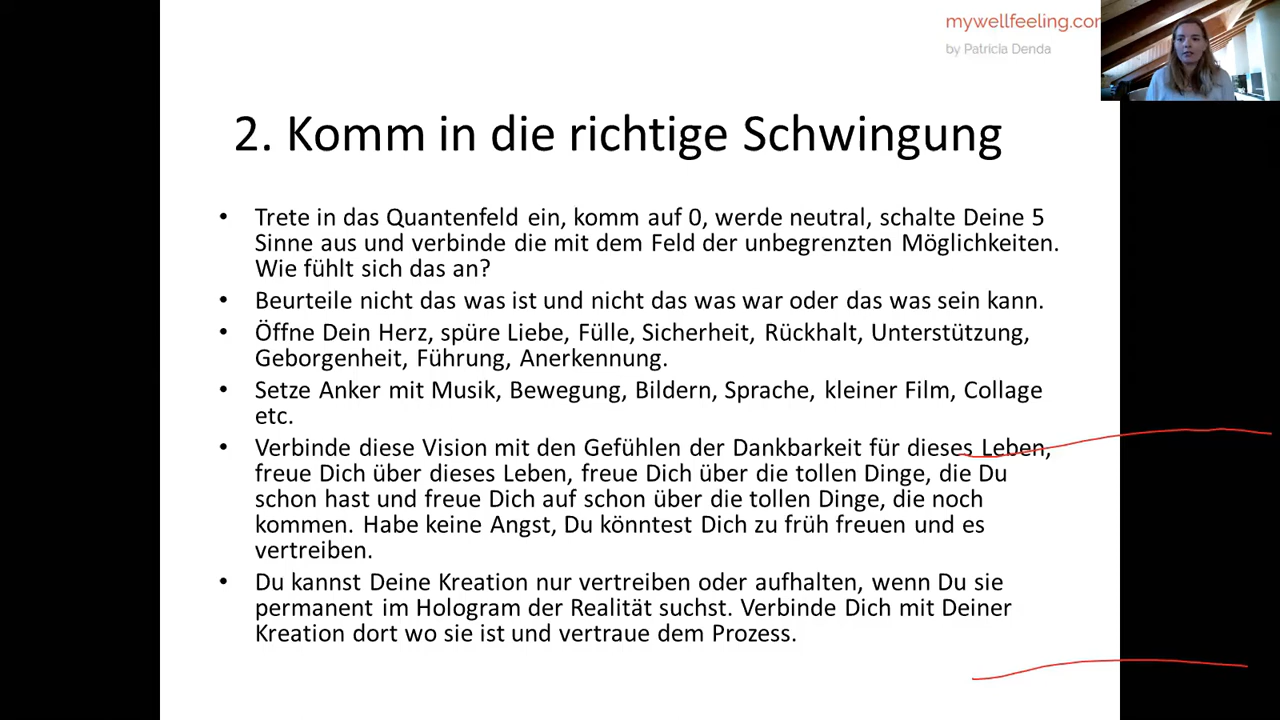 mywellfeeling.com
by Patricia Denda
2. Komm in die richtige Schwingung
• Trete in das Quantenfeld ein, komm auf 0, werde neutral, schalte Deine 5
Sinne aus und verbinde die mit dem Feld der unbegrenzten Möglichkeiten.
Wie fühlt sich das an?
• Beurteile nicht das was ist und nicht das was war oder das was sein kann.
• Öffne Dein Herz, spüre Liebe, Fülle, Sicherheit, Rückhalt, Unterstützung,
Geborgenheit, Führung, Anerkennung.
• Setze Anker mit Musik, Bewegung, Bildern, Sprache, kleiner Film, Collage
etc.
• Verbinde diese Vision mit den Gefühlen der Dankbarkeit für dieses Leben,
freue Dich über dieses Leben, freue Dich über die tollen Dinge, die Du
schon hast und freue Dich auf schon über die tollen Dinge, die noch
kommen. Habe keine Angst, Du könntest Dich zu früh freuen und es
vertreiben.
• Du kannst Deine Kreation nur vertreiben oder aufhalten, wenn Du sie
permanent im Hologram der Realität suchst. Verbinde Dich mit Deiner
Kreation dort wo sie ist und vertraue dem Prozess.